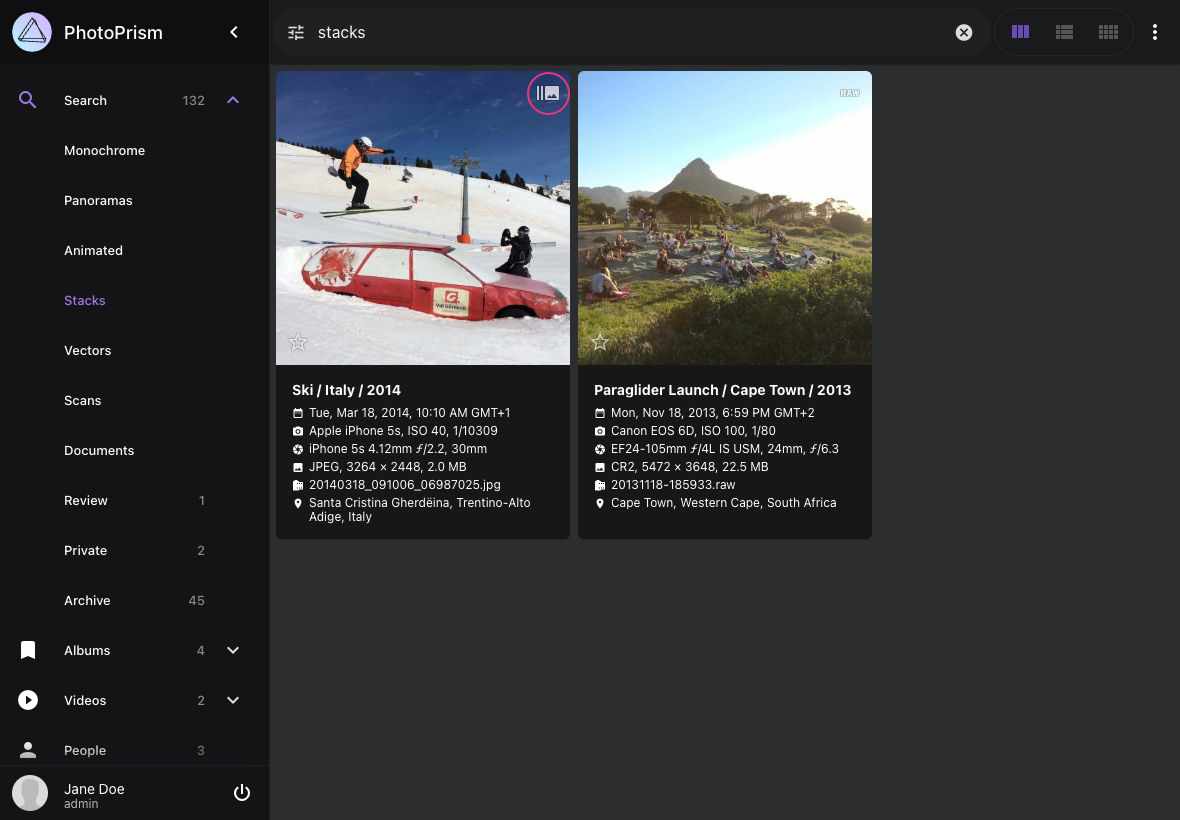 PhotoPrism
stacks
Search 132
Monochrome
Panoramas
Animated
Stacks
Vectors
Scans
Documents
Review 1
Private 2
Archive 45
Albums 4
Videos 2
People 3
Jane Doe
admin
Ski / Italy / 2014
Tue, Mar 18, 2014, 10:10 AM GMT+1
Apple iPhone 5s, ISO 40, 1/10309
iPhone 5s 4.12mm ƒ/2.2, 30mm
JPEG, 3264 × 2448, 2.0 MB
20140318_091006_06987025.jpg
Santa Cristina Gherdëina, Trentino-Alto
Adige, Italy
RAW
Paraglider Launch / Cape Town / 2013
Mon, Nov 18, 2013, 6:59 PM GMT+2
Canon EOS 6D, ISO 100, 1/80
EF24-105mm ƒ/4L IS USM, 24mm, ƒ/6.3
CR2, 5472 × 3648, 22.5 MB
20131118-185933.raw
Cape Town, Western Cape, South Africa